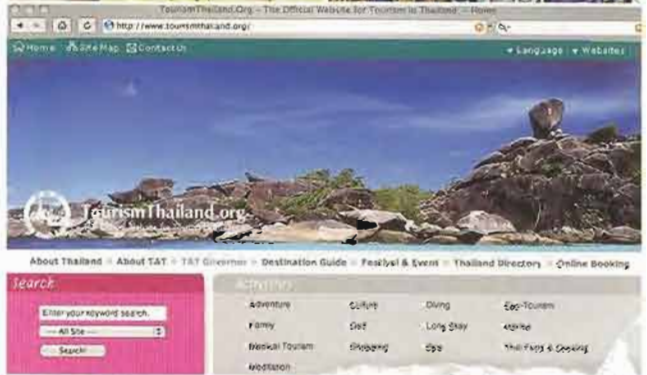 TourismThailand.Org - The Official Website for Tourism in Thailand - Home
http://www.tourismthailand.org/
Home Site Map Contact Us Language Websites
TourismThailand.org
About Thailand About TAT TAT Governor Destination Guide Festival & Event Thailand Directory Online Booking
Search Activities
Enter your keyword search.
--- All Site ---
Search!
Adventure Culture Diving Eco-Tourism
Family Golf Long Stay
Medical Tourism Shopping Spa Thai Food & Cooking
Meditation